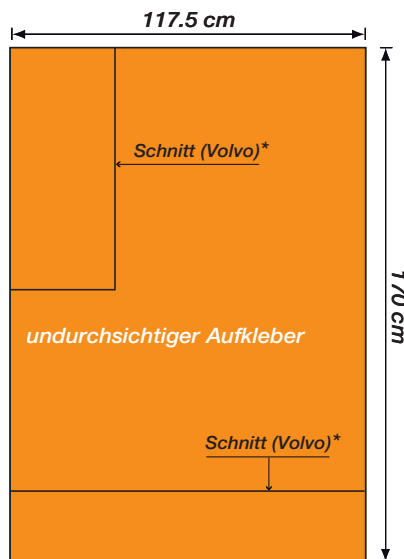 117.5 cm
Schnitt (Volvo)*
170 cm
undurchsichtiger Aufkleber
Schnitt (Volvo)*